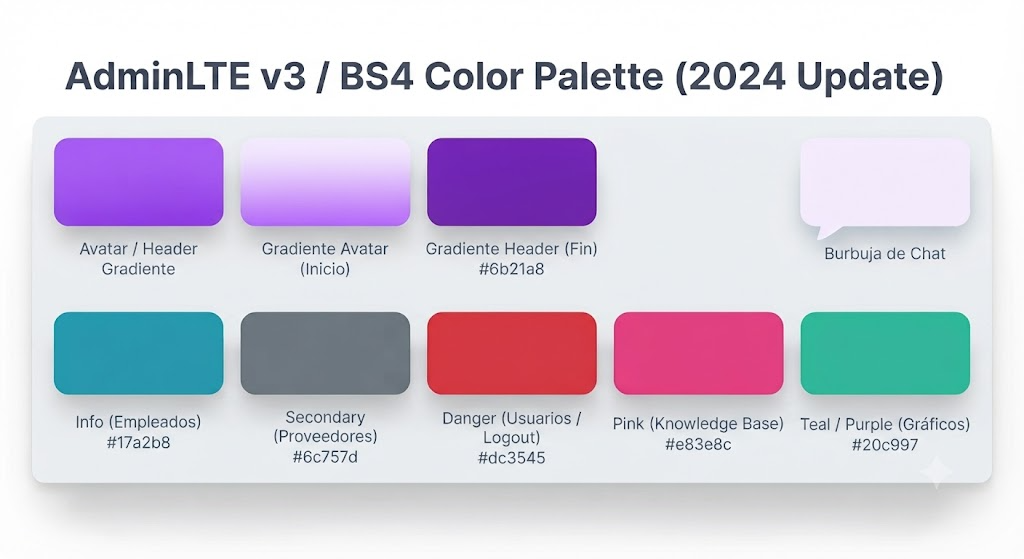 AdminLTE v3 / BS4 Color Palette (2024 Update)
Avatar / Header
Gradiente
Gradiente Avatar
(Inicio)
Gradiente Header (Fin)
#6b21a8
Burbuja de Chat
Info (Empleados)
#17a2b8
Secondary
(Proveedores)
#6c757d
Danger (Usuarios /
Logout)
#dc3545
Pink (Knowledge Base)
#e83e8c
Teal / Purple (Gráficos)
#20c997